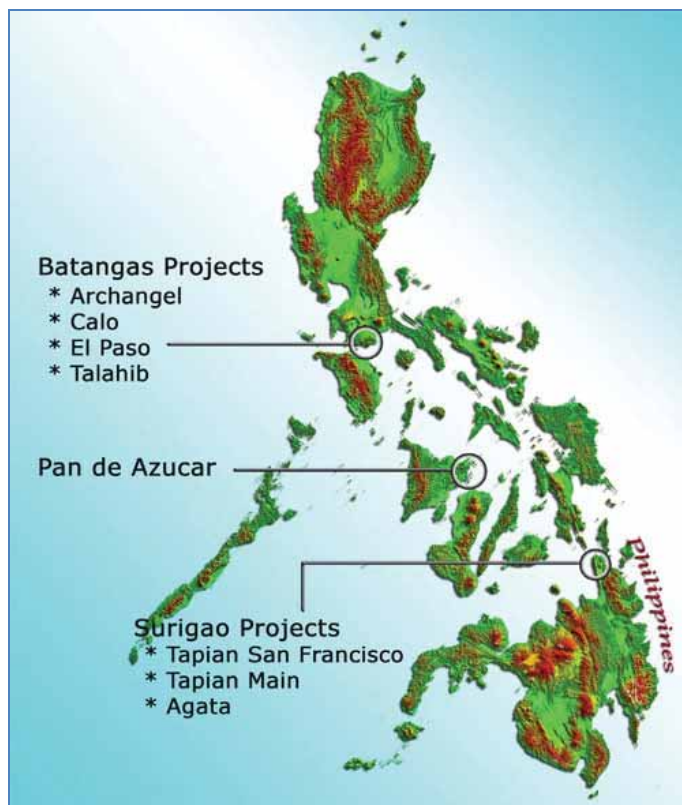 Batangas Projects
* Archangel
* Calo
* El Paso
* Talahib
Pan de Azucar
Philippines
Surigao Projects
* Tapian San Francisco
* Tapian Main
* Agata